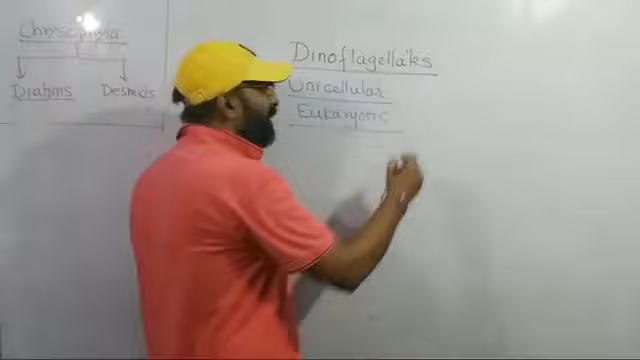 Chrysophyta
Diatoms Desmids
Dinoflagellates
Unicellular
Eukaryotic